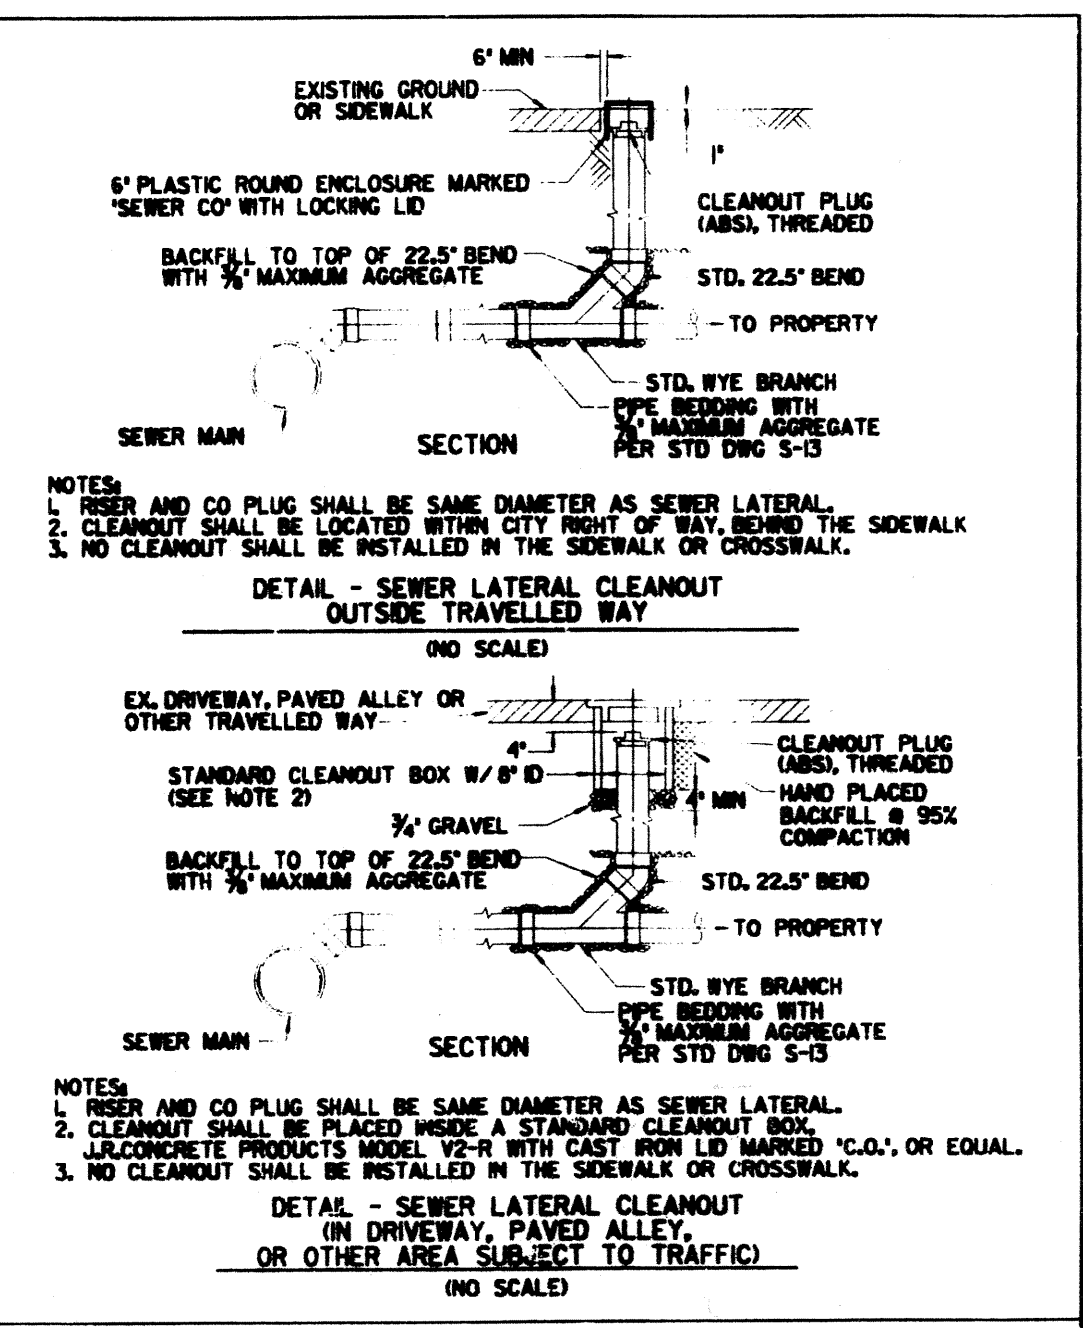 6" MIN
EXISTING GROUND
OR SIDEWALK
1"
6" PLASTIC ROUND ENCLOSURE MARKED
"SEWER CO" WITH LOCKING LID
CLEANOUT PLUG
(ABS), THREADED
BACKFILL TO TOP OF 22.5° BEND
WITH 3/8" MAXIMUM AGGREGATE
STD. 22.5° BEND
TO PROPERTY
STD. WYE BRANCH
PIPE BEDDING WITH
3/8" MAXIMUM AGGREGATE
PER STD DWG S-13
SEWER MAIN
SECTION
NOTES:
1. RISER AND CO PLUG SHALL BE SAME DIAMETER AS SEWER LATERAL.
2. CLEANOUT SHALL BE LOCATED WITHIN CITY RIGHT OF WAY, BEHIND THE SIDEWALK
3. NO CLEANOUT SHALL BE INSTALLED IN THE SIDEWALK OR CROSSWALK.
DETAIL - SEWER LATERAL CLEANOUT
OUTSIDE TRAVELLED WAY
(NO SCALE)
EX. DRIVEWAY, PAVED ALLEY OR
OTHER TRAVELLED WAY
4"
CLEANOUT PLUG
(ABS), THREADED
STANDARD CLEANOUT BOX W/ 8" ID
(SEE NOTE 2)
4" MIN
HAND PLACED
BACKFILL @ 95%
COMPACTION
3/4" GRAVEL
BACKFILL TO TOP OF 22.5° BEND
WITH 3/8" MAXIMUM AGGREGATE
STD. 22.5° BEND
TO PROPERTY
STD. WYE BRANCH
PIPE BEDDING WITH
3/8" MAXIMUM AGGREGATE
PER STD DWG S-13
SEWER MAIN
SECTION
NOTES:
1. RISER AND CO PLUG SHALL BE SAME DIAMETER AS SEWER LATERAL.
2. CLEANOUT SHALL BE PLACED INSIDE A STANDARD CLEANOUT BOX,
J.R.CONCRETE PRODUCTS MODEL V2-R WITH CAST IRON LID MARKED "C.O.", OR EQUAL.
3. NO CLEANOUT SHALL BE INSTALLED IN THE SIDEWALK OR CROSSWALK.
DETAIL - SEWER LATERAL CLEANOUT
(IN DRIVEWAY, PAVED ALLEY,
OR OTHER AREA SUBJECT TO TRAFFIC)
(NO SCALE)